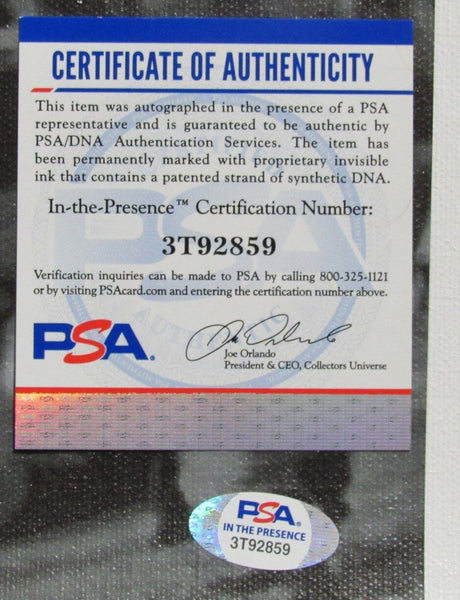 CERTIFICATE OF AUTHENTICITY
This item was autographed in the presence of a PSA
representative and is guaranteed to be authentic by
PSA/DNA Authentication Services. The item has
been permanently marked with proprietary invisible
ink that contains a patented strand of synthetic DNA.
In-the-Presence™ Certification Number:
3T92859
Verification inquiries can be made to PSA by calling 800-325-1121
or by visiting PSAcard.com and entering the certification number above.
PSA®
Joe Orlando
President & CEO, Collectors Universe
PSA®
IN THE PRESENCE
3T92859